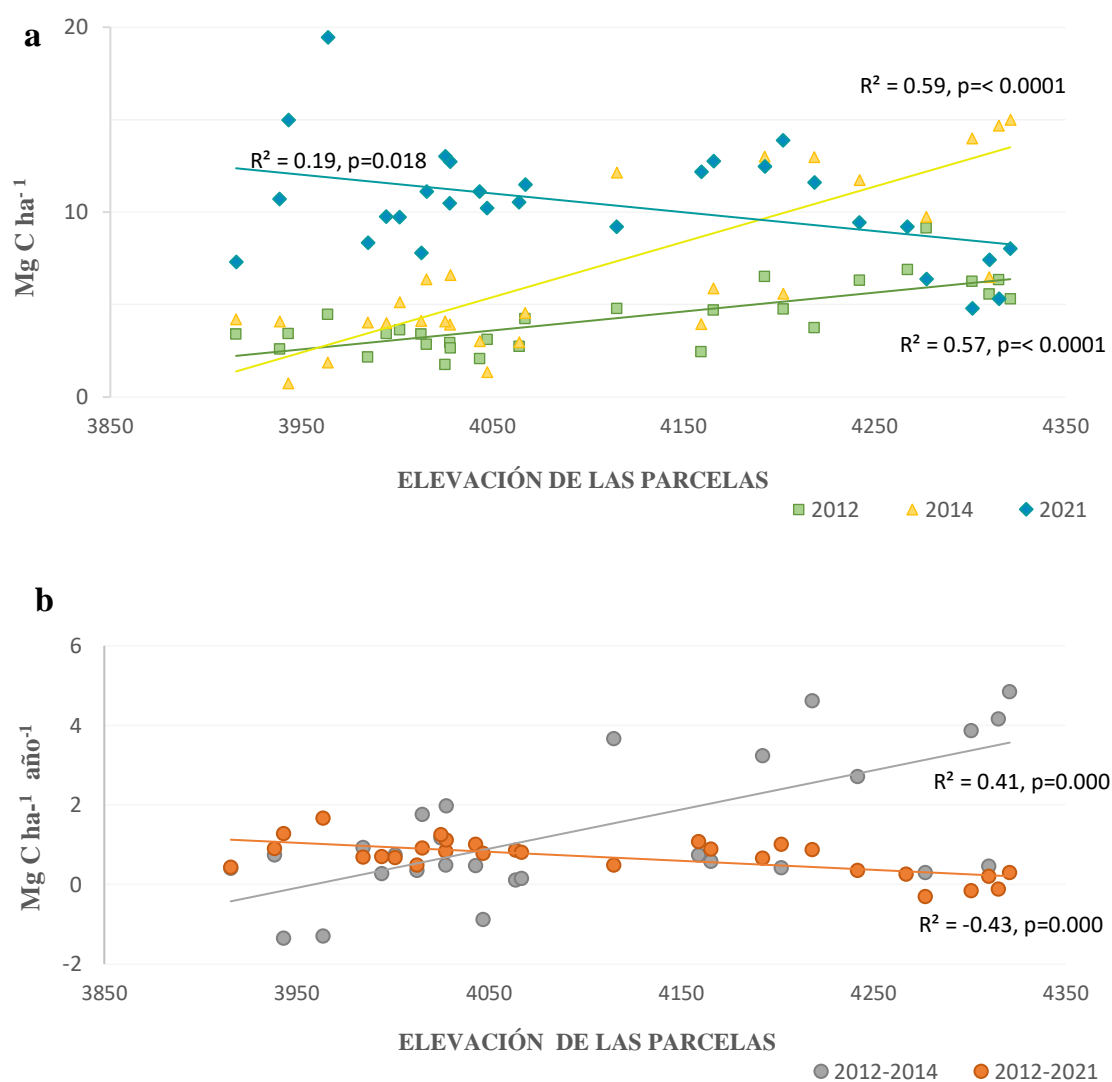 a
20
10
0
Mg C ha-¹
R² = 0.59, p=< 0.0001
R² = 0.19, p=0.018
R² = 0.57, p=< 0.0001
3850 3950 4050 4150 4250 4350
ELEVACIÓN DE LAS PARCELAS
2012 2014 2021
b
6
4
2
0
-2
Mg C ha-¹ año-¹
R² = 0.41, p=0.000
R² = -0.43, p=0.000
3850 3950 4050 4150 4250 4350
ELEVACIÓN DE LAS PARCELAS
2012-2014 2012-2021